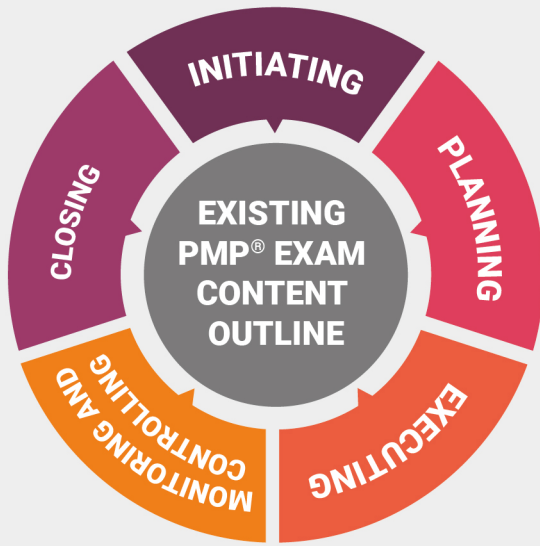 INITIATING
PLANNING
EXECUTING
MONITORING AND
CONTROLLING
CLOSING
EXISTING
PMP® EXAM
CONTENT
OUTLINE